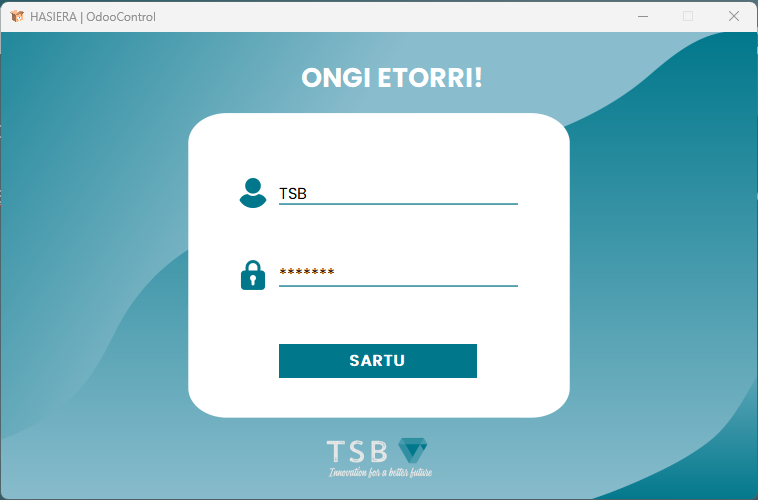 HASIERA | OdooControl
ONGI ETORRI!
TSB
*******
SARTU
TSB
Innovation for a better future